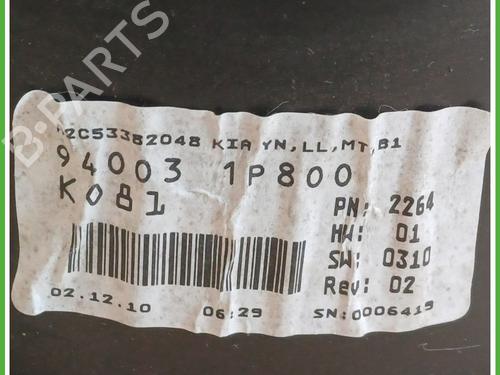 B-PARTS
2C53382048 KIA YN,LL,MT,B1
94003 1P800
K081
PN: 2264
HW: 01
SW: 0310
Rev: 02
02.12.10 06:29 SN:0006419